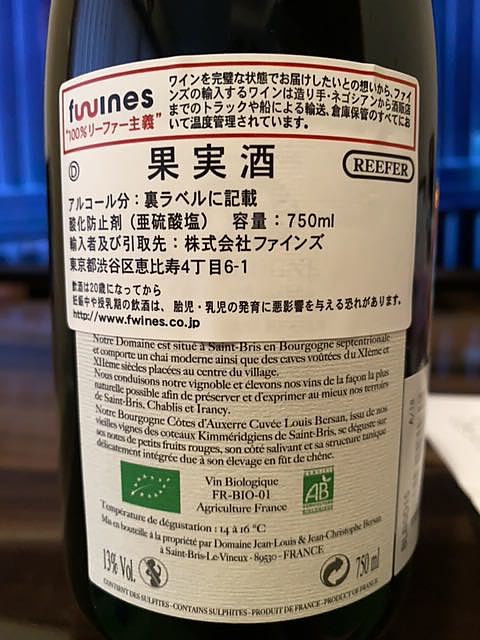 fwines
"100%リーファー主義"
ワインを完璧な状態でお届けしたいとの想いから、ファイ
ンズの輸入するワインは造り手・ネゴシアンから酒販店
までのトラックや船による輸送、倉庫保管のすべてにお
いて温度管理されています。
D
果実酒
REEFER
アルコール分：裏ラベルに記載
酸化防止剤（亜硫酸塩） 容量：750ml
輸入者及び引取先：株式会社ファインズ
東京都渋谷区恵比寿4丁目6-1
飲酒は20歳になってから
妊娠中や授乳期の飲酒は、胎児・乳児の発育に悪影響を与える恐れがあります。
http://www.fwines.co.jp
Notre Domaine est situé à Saint-Bris en Bourgogne septentrionale
et comporte un chai moderne ainsi que des caves voûtées du XIème et
XIIème siècles placées au centre du village.
Nous conduisons notre vignoble et élevons nos vins de la façon la plus
naturelle possible afin de préserver et d'exprimer au mieux nos terroirs
de Saint-Bris, Chablis et Irancy.
Notre Bourgogne Côtes d'Auxerre Cuvée Louis Bersan, issu de nos
vieilles vignes des coteaux Kimméridgiens de Saint-Bris, se déguste sur
ses notes de petits fruits rouges, son côté salivant et sa structure tanique
délicatement intégrée due à son élevage en fût de chêne.
Vin Biologique
FR-BIO-01
Agriculture France
AB
AGRICULTURE
BIOLOGIQUE
Température de dégustation : 14 à 16 °C
Mis en bouteille à la propriété par Domaine Jean-Louis & Jean-Christophe Bersan
à Saint-Bris-Le-Vineux - 89530 - FRANCE
13% Vol.
750 ml
CONTIENT DES SULFITES - CONTAINS SULPHITES - PRODUIT DE FRANCE - PRODUCT OF FRANCE